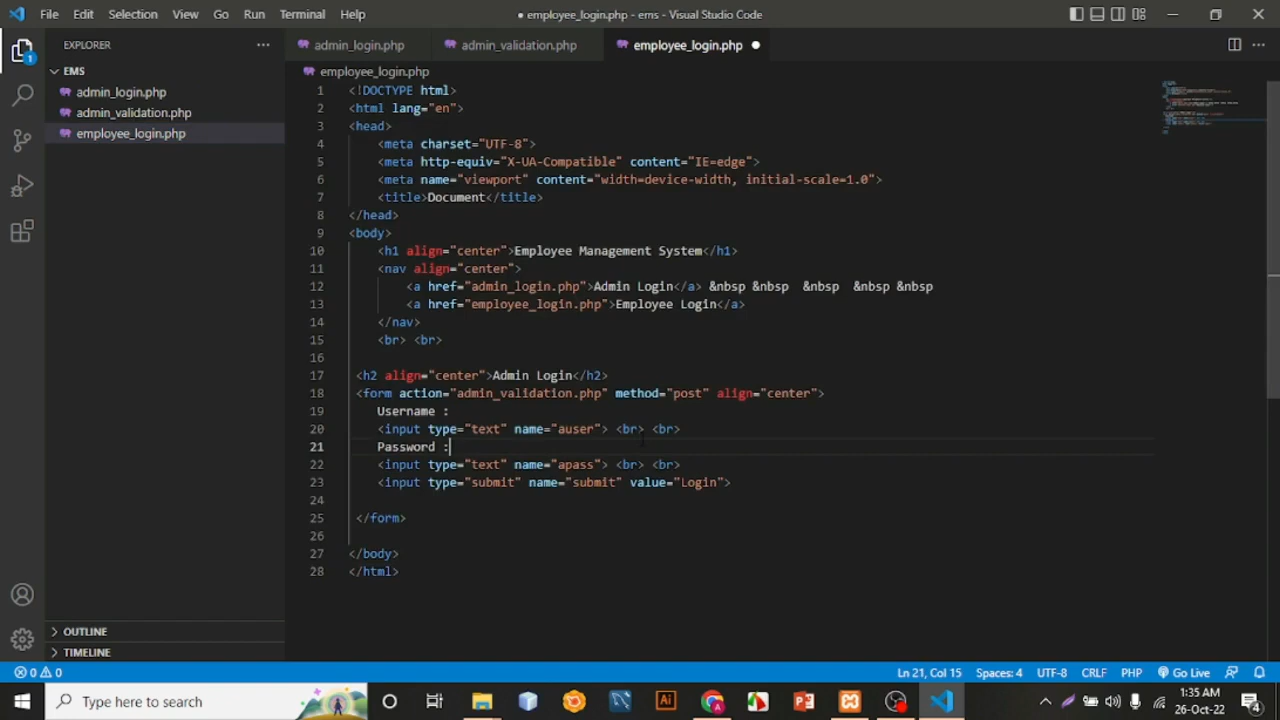 File Edit Selection View Go Run Terminal Help
● employee_login.php - ems - Visual Studio Code
EXPLORER
EMS
admin_login.php
admin_validation.php
employee_login.php
OUTLINE
TIMELINE
1
admin_login.php
admin_validation.php
employee_login.php
employee_login.php
1 <!DOCTYPE html>
2 <html lang="en">
3 <head>
4 <meta charset="UTF-8">
5 <meta http-equiv="X-UA-Compatible" content="IE=edge">
6 <meta name="viewport" content="width=device-width, initial-scale=1.0">
7 <title>Document</title>
8 </head>
9 <body>
10 <h1 align="center">Employee Management System</h1>
11 <nav align="center">
12 <a href="admin_login.php">Admin Login</a> &nbsp &nbsp  &nbsp  &nbsp &nbsp
13 <a href="employee_login.php">Employee Login</a>
14 </nav>
15 <br> <br>
16
17 <h2 align="center">Admin Login</h2>
18 <form action="admin_validation.php" method="post" align="center">
19 Username :
20 <input type="text" name="auser"> <br> <br>
21 Password :
22 <input type="text" name="apass"> <br> <br>
23 <input type="submit" name="submit" value="Login">
24
25 </form>
26
27 </body>
28 </html>
0 0
Ln 21, Col 15 Spaces: 4 UTF-8 CRLF PHP Go Live
Type here to search
Ai
1:35 AM
26-Oct-22
4